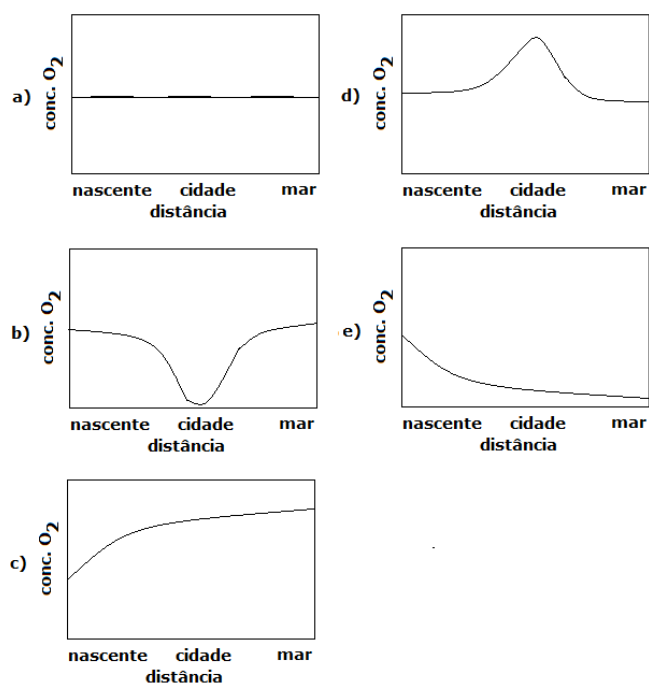 a)
conc. O2
nascente cidade mar
distância
b)
conc. O2
nascente cidade mar
distância
c)
conc. O2
nascente cidade mar
distância
d)
conc. O2
nascente cidade mar
distância
e)
conc. O2
nascente cidade mar
distância